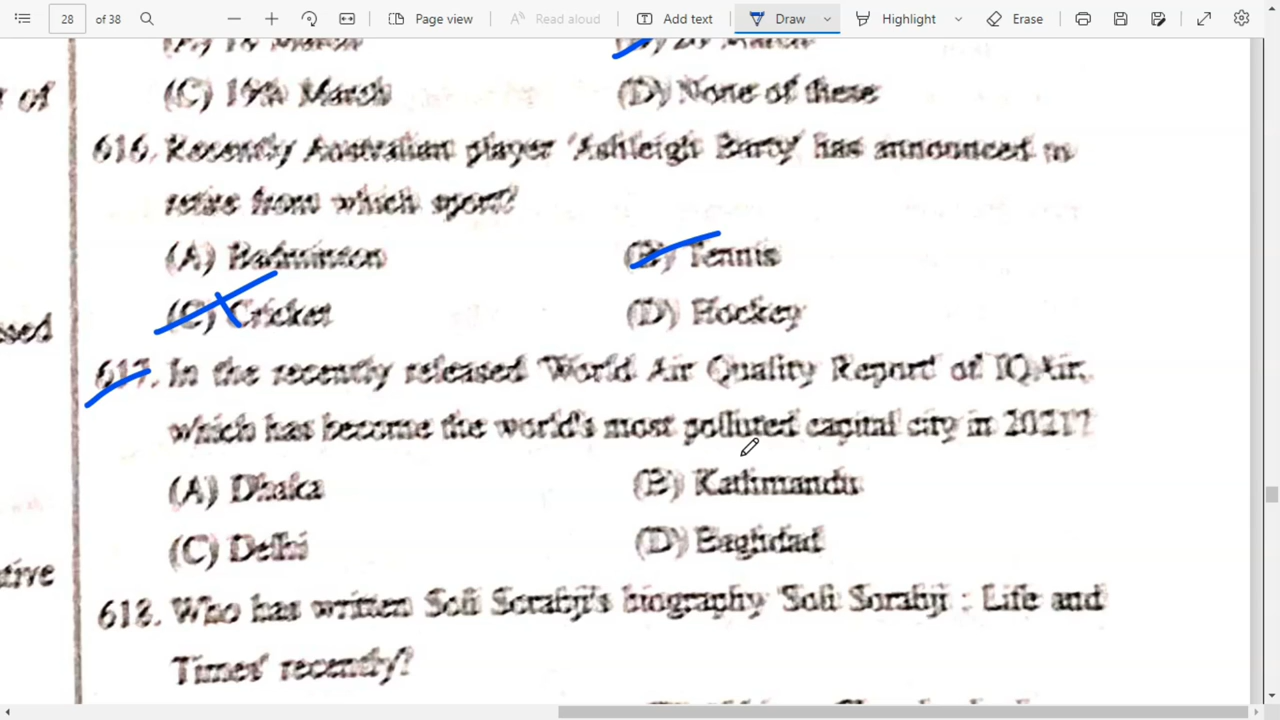 28 of 38 Page view Read aloud Add text Draw Highlight Erase
(C) 19th March (D) None of these
of
616. Recently Australian player 'Ashleigh Barty' has announced to
retire from which sport?
(A) Badminton (B) Tennis
(C) Cricket (D) Hockey
617. In the recently released 'World Air Quality Report' of IQAir,
which has become the world's most polluted capital city in 2021?
(A) Dhaka (B) Kathmandu
(C) Delhi (D) Baghdad
618. Who has written Soli Sorabji's biography 'Soli Sorabji : Life and
Times' recently?